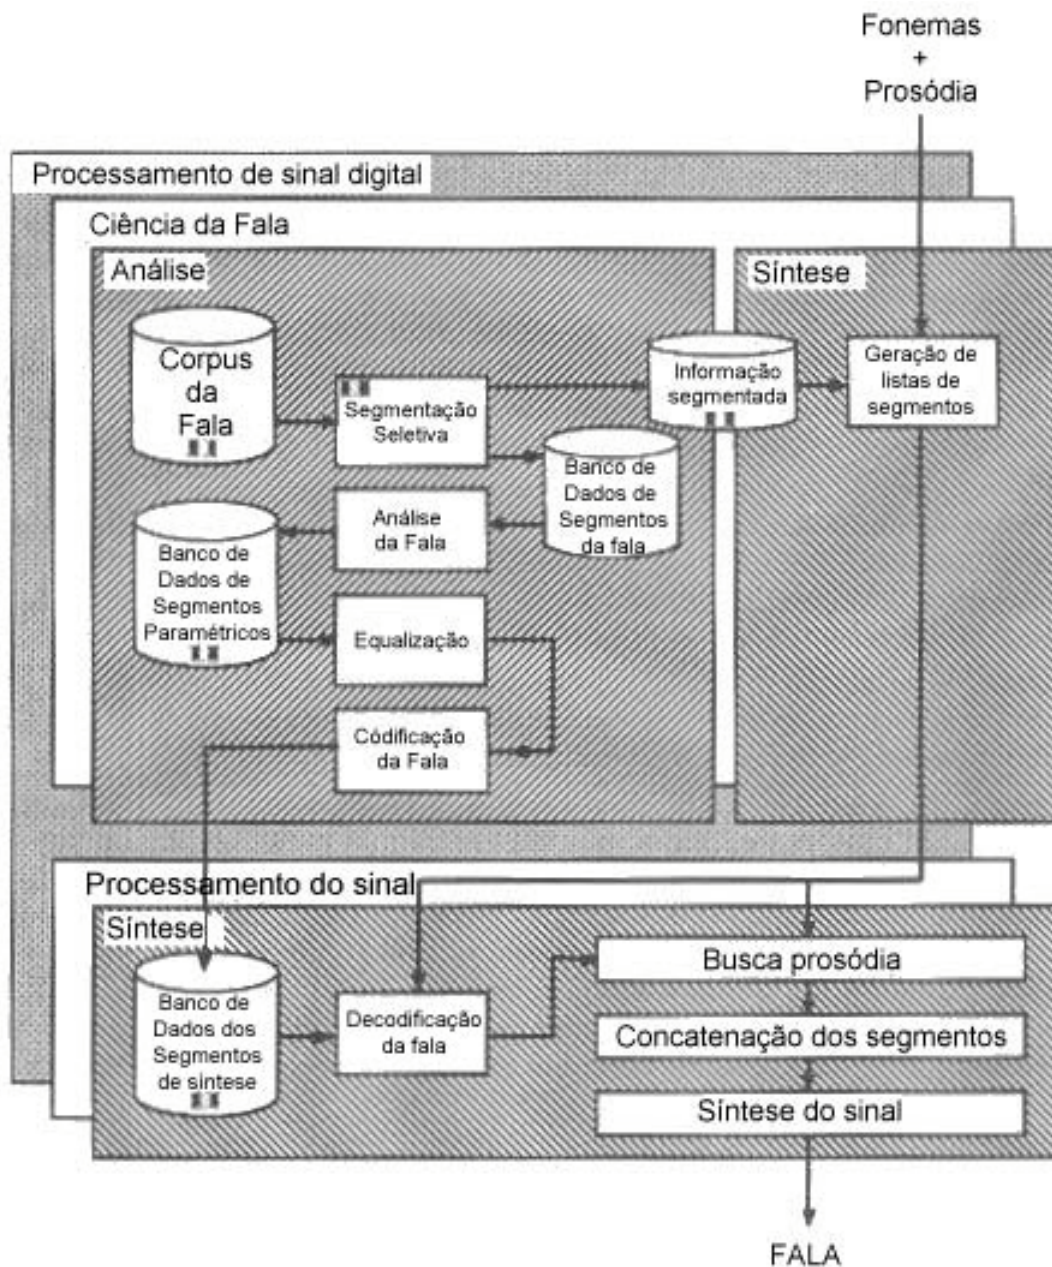 Fonemas
+
Prosódia
Processamento de sinal digital
Ciência da Fala
Análise
Síntese
Corpus
da
Fala
Segmentação
Seletiva
Informação
segmentada
Geração de
listas de
segmentos
Banco de
Dados de
Segmentos
da fala
Análise
da Fala
Banco de
Dados de
Segmentos
Paramétricos
Equalização
Códificação
da Fala
Processamento do sinal
Síntese
Banco de
Dados dos
Segmentos
de síntese
Decodificação
da fala
Busca prosódia
Concatenação dos segmentos
Síntese do sinal
FALA